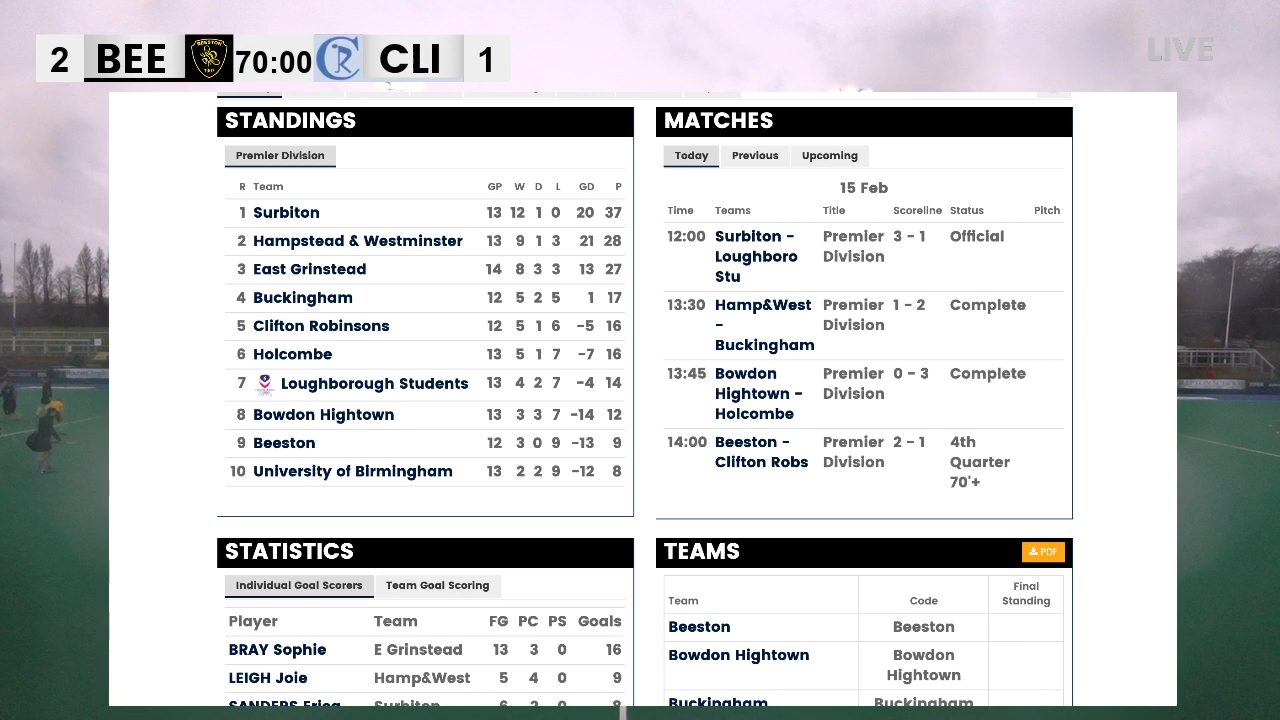 2 BEE 70:00 CLI 1
LIVE
STANDINGS
Premier Division
R Team GP W D L GD P
1 Surbiton 13 12 1 0 20 37
2 Hampstead & Westminster 13 9 1 3 21 28
3 East Grinstead 14 8 3 3 13 27
4 Buckingham 12 5 2 5 1 17
5 Clifton Robinsons 12 5 1 6 -5 16
6 Holcombe 13 5 1 7 -7 16
7 Loughborough Students 13 4 2 7 -4 14
8 Bowdon Hightown 13 3 3 7 -14 12
9 Beeston 12 3 0 9 -13 9
10 University of Birmingham 13 2 2 9 -12 8
MATCHES
Today Previous Upcoming
15 Feb
Time Teams Title Scoreline Status Pitch
12:00 Surbiton - Premier 3 - 1 Official
Loughboro Division
Stu
13:30 Hamp&West Premier 1 - 2 Complete
- Division
Buckingham
13:45 Bowdon Premier 0 - 3 Complete
Hightown - Division
Holcombe
14:00 Beeston - Premier 2 - 1 4th
Clifton Robs Division Quarter
70'+
STATISTICS
Individual Goal Scorers Team Goal Scoring
Player Team FG PC PS Goals
BRAY Sophie E Grinstead 13 3 0 16
LEIGH Joie Hamp&West 5 4 0 9
SANDERS Erica Surbiton 6 2 0 8
TEAMS
PDF
Final
Team Code Standing
Beeston Beeston
Bowdon Hightown Bowdon
Hightown
Buckingham Buckingham